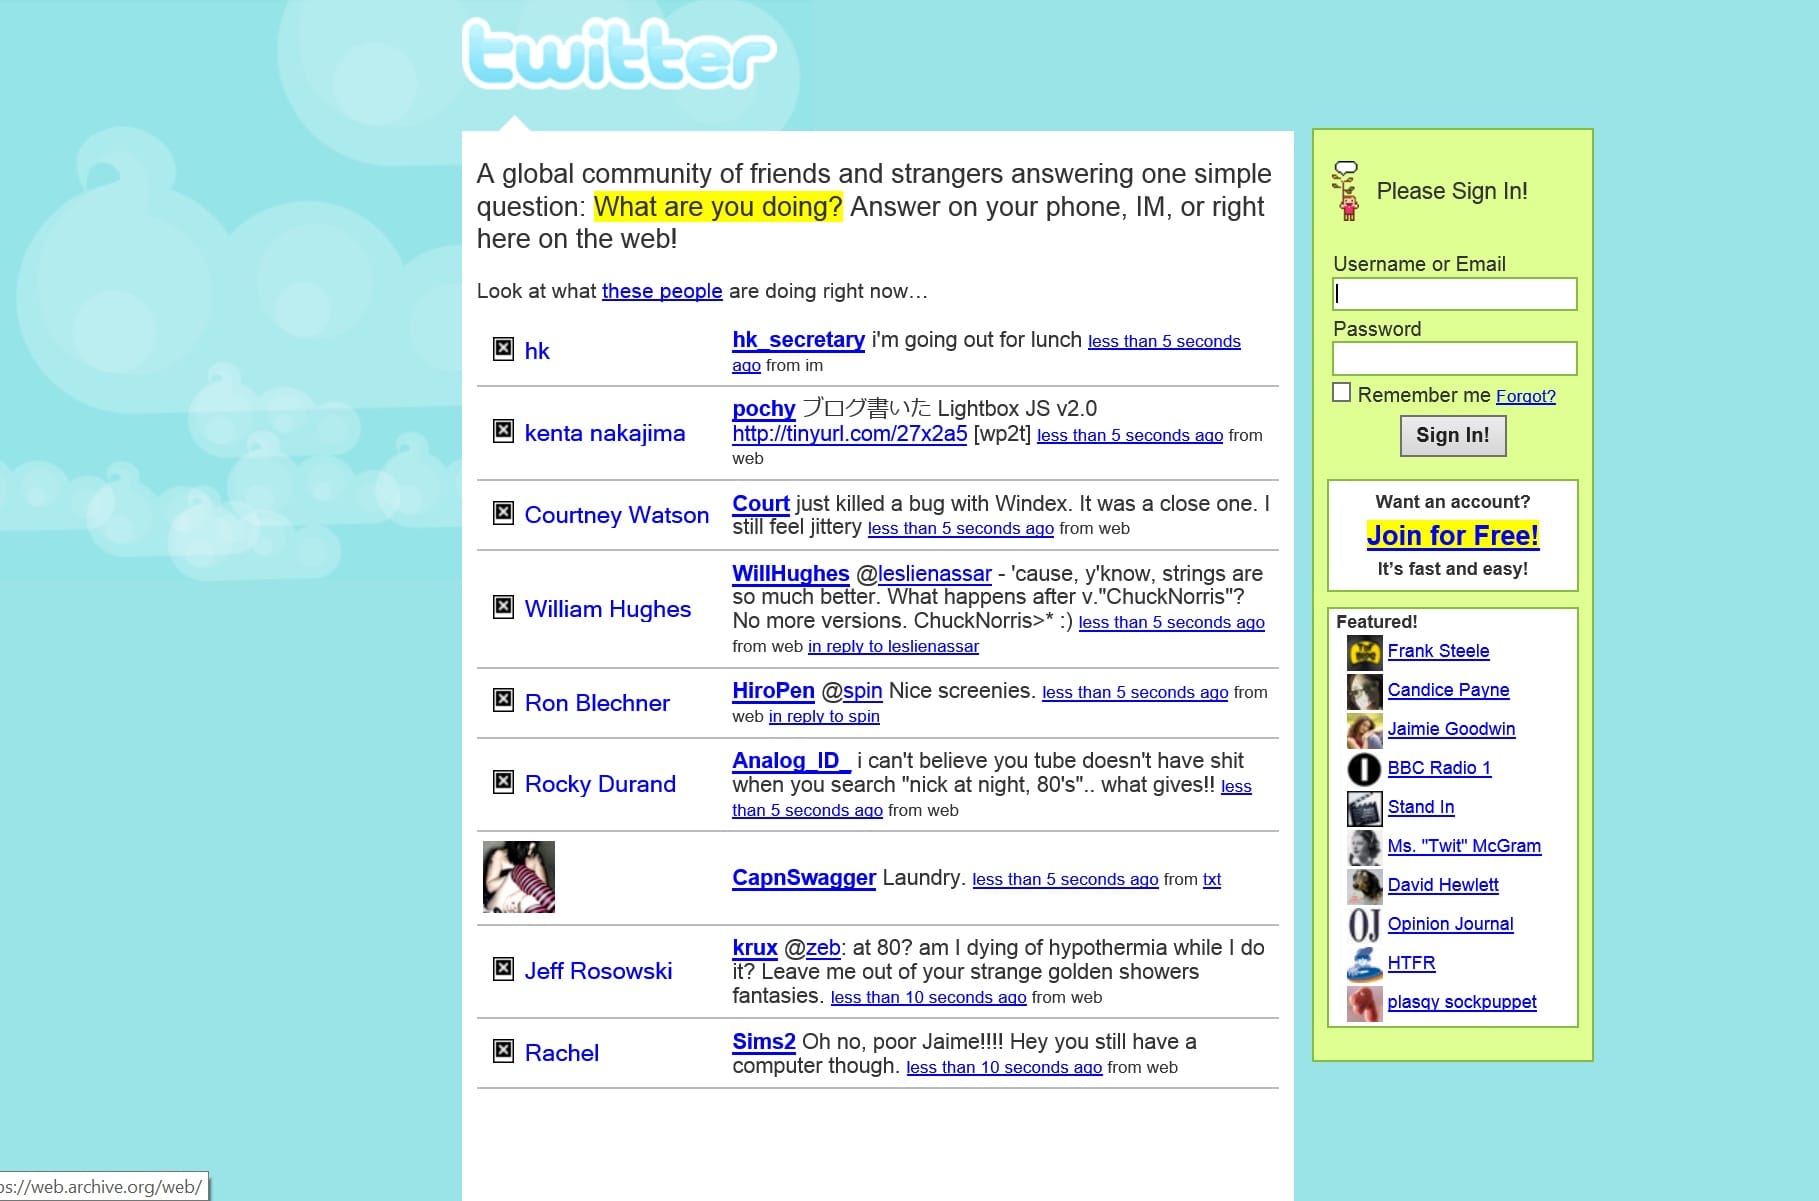 twitter
A global community of friends and strangers answering one simple
question: What are you doing? Answer on your phone, IM, or right
here on the web!
Look at what these people are doing right now…
hk
hk_secretary i'm going out for lunch less than 5 seconds
ago from im
kenta nakajima
pochy ブログ書いた Lightbox JS v2.0
http://tinyurl.com/27x2a5 [wp2t] less than 5 seconds ago from
web
Courtney Watson
Court just killed a bug with Windex. It was a close one. I
still feel jittery less than 5 seconds ago from web
William Hughes
WillHughes @leslienassar - 'cause, y'know, strings are
so much better. What happens after v."ChuckNorris"?
No more versions. ChuckNorris>* :) less than 5 seconds ago
from web in reply to leslienassar
Ron Blechner
HiroPen @spin Nice screenies. less than 5 seconds ago from
web in reply to spin
Rocky Durand
Analog_ID_ i can't believe you tube doesn't have shit
when you search "nick at night, 80's".. what gives!! less
than 5 seconds ago from web
CapnSwagger Laundry. less than 5 seconds ago from txt
Jeff Rosowski
krux @zeb: at 80? am I dying of hypothermia while I do
it? Leave me out of your strange golden showers
fantasies. less than 10 seconds ago from web
Rachel
Sims2 Oh no, poor Jaime!!!! Hey you still have a
computer though. less than 10 seconds ago from web
Please Sign In!
Username or Email
Password
Remember me Forgot?
Sign In!
Want an account?
Join for Free!
It's fast and easy!
Featured!
Frank Steele
Candice Payne
Jaimie Goodwin
BBC Radio 1
Stand In
Ms. "Twit" McGram
David Hewlett
OJ Opinion Journal
HTFR
plasqy sockpuppet
ps://web.archive.org/web/